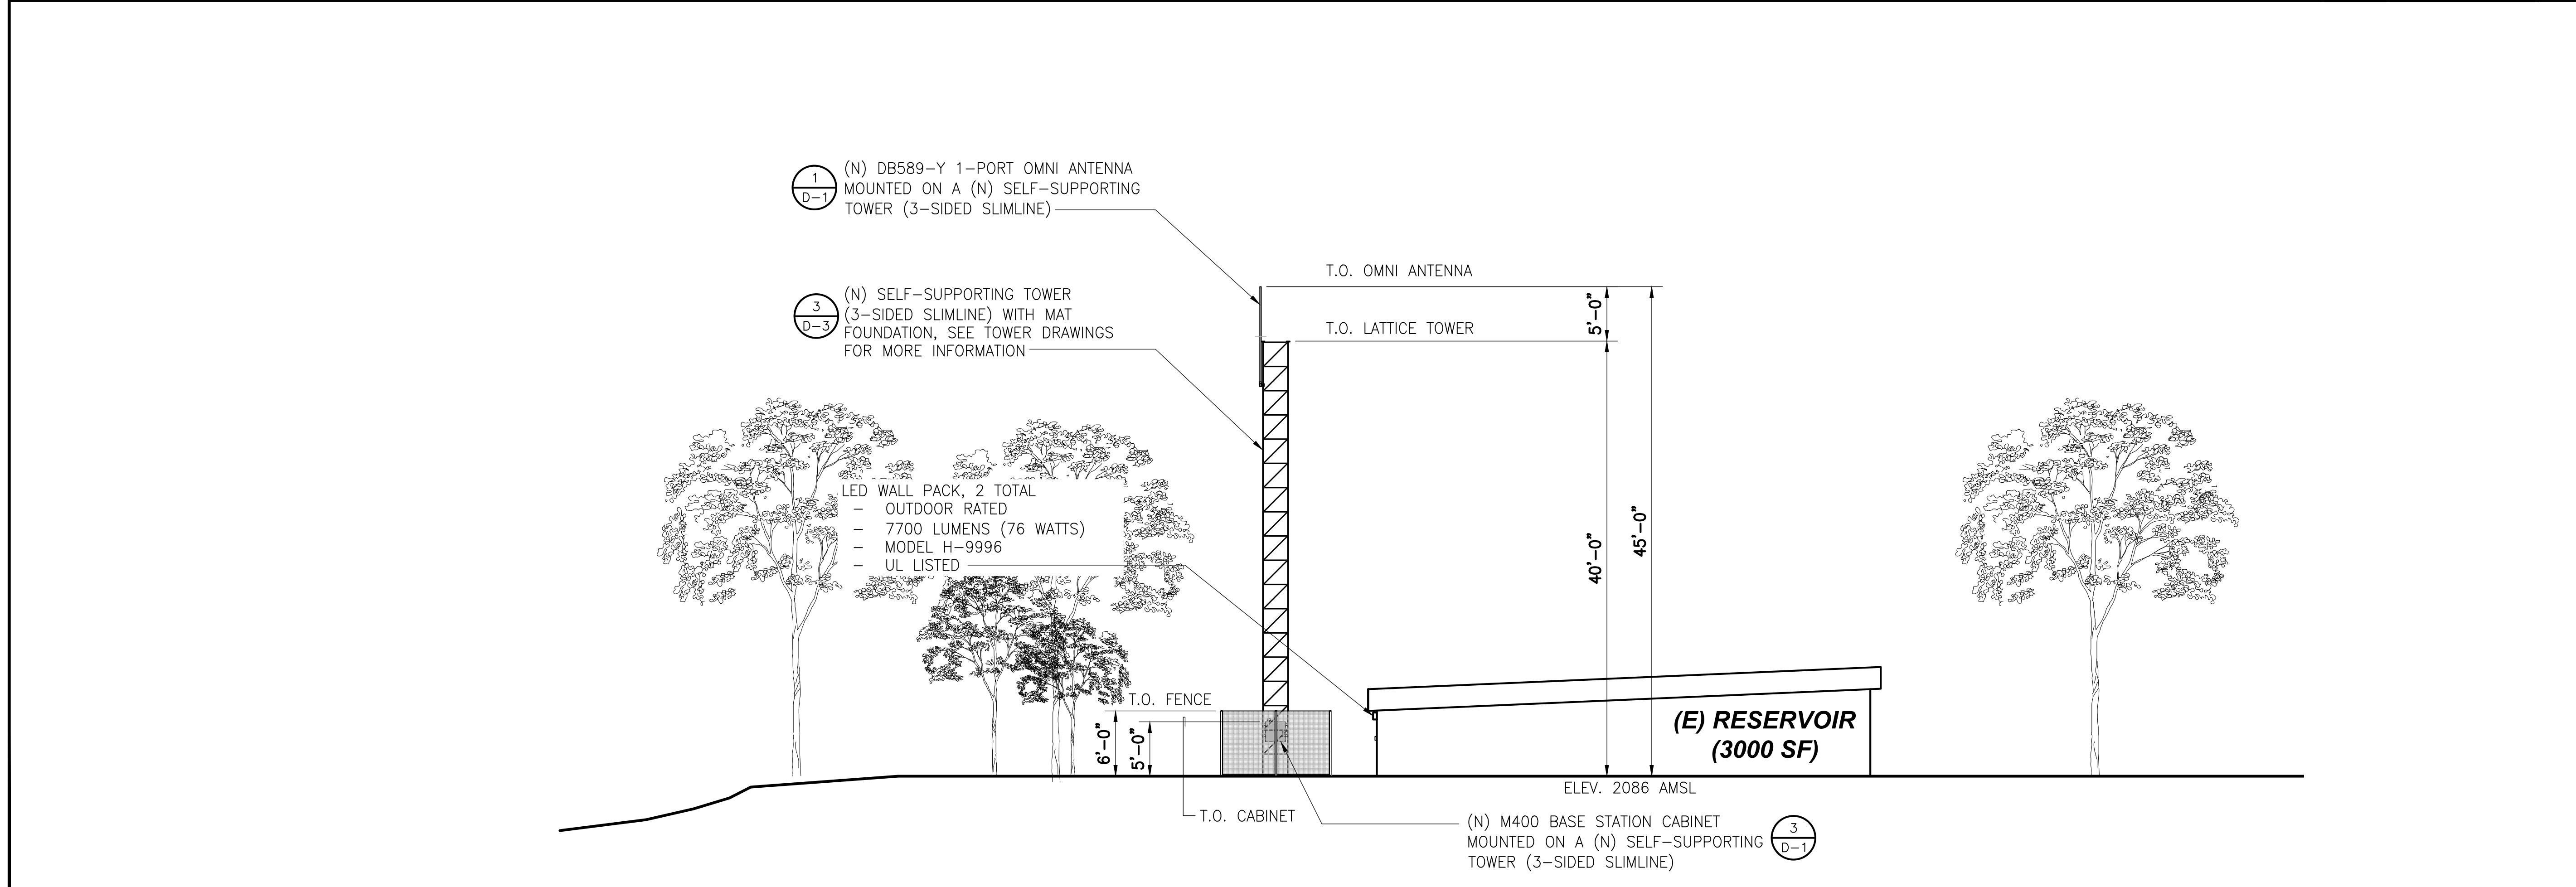 1
D-1
(N) DB589-Y 1-PORT OMNI ANTENNA
MOUNTED ON A (N) SELF-SUPPORTING
TOWER (3-SIDED SLIMLINE)
T.O. OMNI ANTENNA
3
D-3
(N) SELF-SUPPORTING TOWER
(3-SIDED SLIMLINE) WITH MAT
FOUNDATION, SEE TOWER DRAWINGS
FOR MORE INFORMATION
T.O. LATTICE TOWER
5'-0"
40'-0"
45'-0"
LED WALL PACK, 2 TOTAL
- OUTDOOR RATED
- 7700 LUMENS (76 WATTS)
- MODEL H-9996
- UL LISTED
T.O. FENCE
6'-0"
5'-0"
(E) RESERVOIR
(3000 SF)
ELEV. 2086 AMSL
T.O. CABINET
(N) M400 BASE STATION CABINET
MOUNTED ON A (N) SELF-SUPPORTING
TOWER (3-SIDED SLIMLINE)
3
D-1